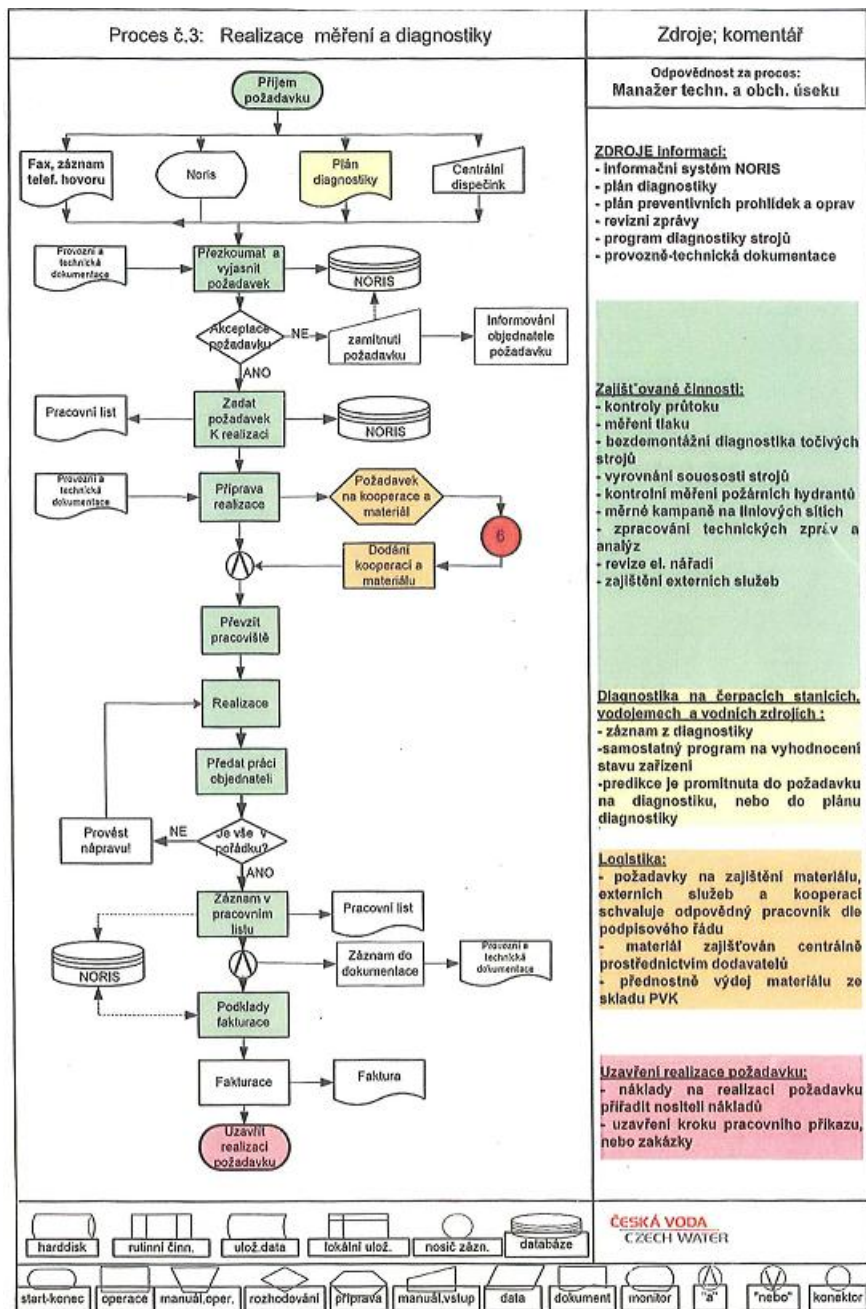 Proces č.3: Realizace měření a diagnostiky
Zdroje; komentář
Příjem
požadavku
Fax, záznam
telef. hovoru
Noris
Plán
diagnostiky
Centrální
dispečink
Provozní a
technická
dokumentace
Přezkoumat a
vyjasnit
požadavek
NORIS
Akceptace
požadavku
NE
zamítnutí
požadavku
Informování
objednatele
požadavku
ANO
Pracovní list
Zadat
požadavek
K realizaci
NORIS
Provozní a
technická
dokumentace
Příprava
realizace
Požadavek
na kooperace a
materiál
6
Dodání
kooperací a
materiálu
Převzít
pracoviště
Realizace
Předat práci
objednateli
Provést
nápravu!
NE
Je vše v
pořádku?
ANO
Záznam v
pracovním
listu
Pracovní list
NORIS
Záznam do
dokumentace
Provozní a
technická
dokumentace
Podklady
fakturace
Fakturace
Faktura
Uzavřít
realizaci
požadavku
Odpovědnost za proces:
Manažer techn. a obch. úseku
ZDROJE informací:
- informační systém NORIS
- plán diagnostiky
- plán preventivních prohlídek a oprav
- revizní zprávy
- program diagnostiky strojů
- provozně-technická dokumentace
Zajišťované činnosti:
- kontroly průtoku
- měření tlaku
- bezdemontážní diagnostika točivých
strojů
- vyrovnání souososti strojů
- kontrolní měření požárních hydrantů
- měrné kampaně na liniových sítích
- zpracování technických zpráv a
analýz
- revize el. nářadí
- zajištění externích služeb
Diagnostika na čerpacích stanicích,
vodojemech a vodních zdrojích :
- záznam z diagnostiky
-samostatný program na vyhodnocení
stavu zařízení
-predikce je promítnuta do požadavku
na diagnostiku, nebo do plánu
diagnostiky
Logistika:
- požadavky na zajištění materiálu,
externích služeb a kooperací
schvaluje odpovědný pracovník dle
podpisového řádu
- materiál zajišťován centrálně
prostřednictvím dodavatelů
- přednostně výdej materiálu ze
skladu PVK
Uzavření realizace požadavku:
- náklady na realizaci požadavku
přiřadit nositeli nákladů
- uzavření kroku pracovního příkazu,
nebo zakázky
harddisk
rutinní činn.
ulož.data
lokální ulož.
nosič zázn.
databáze
ČESKÁ VODA
CZECH WATER
start-konec
operace
manuál.oper.
rozhodování
příprava
manuál.vstup
data
dokument
monitor
"a"
"nebo"
konektor